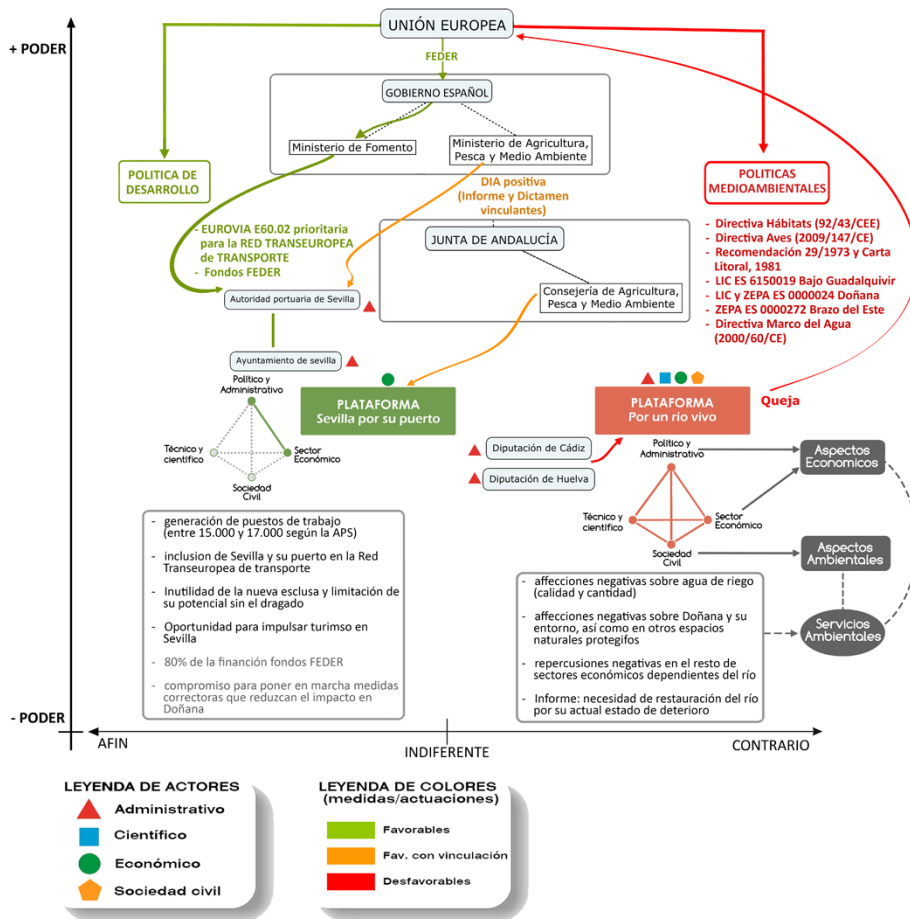 UNIÓN EUROPEA
+ PODER
FEDER
GOBIERNO ESPAÑOL
Ministerio de Fomento
Ministerio de Agricultura,
Pesca y Medio Ambiente
POLITICA DE
DESARROLLO
POLITICAS
MEDIOAMBIENTALES
DIA positiva
(Informe y Dictamen
vinculantes)
- EUROVIA E60.02 prioritaria
para la RED TRANSEUROPEA
de TRANSPORTE
- Fondos FEDER
JUNTA DE ANDALUCÍA
- Directiva Hábitats (92/43/CEE)
- Directiva Aves (2009/147/CE)
- Recomendación 29/1973 y Carta
Litoral, 1981
- LIC ES 6150019 Bajo Guadalquivir
- LIC y ZEPA ES 0000024 Doñana
- ZEPA ES 0000272 Brazo del Este
- Directiva Marco del Agua
(2000/60/CE)
Autoridad portuaria de Sevilla
Consejería de Agricultura,
Pesca y Medio Ambiente
Ayuntamiento de sevilla
Político y
Administrativo
Técnico y
científico
Sector
Económico
Sociedad
Civil
PLATAFORMA
Sevilla por su puerto
PLATAFORMA
Por un río vivo
Queja
Diputación de Cádiz
Diputación de Huelva
Político
y Administrativo
Técnico y
científico
Sector
Económico
Sociedad
Civil
Aspectos
Economicos
Aspectos
Ambientales
Servicios
Ambientales
- generación de puestos de trabajo
(entre 15.000 y 17.000 según la APS)
- inclusion de Sevilla y su puerto en la Red
Transeuropea de transporte
- Inutilidad de la nueva esclusa y limitación de
su potencial sin el dragado
- Oportunidad para impulsar turimso en
Sevilla
- 80% de la financión fondos FEDER
- compromiso para poner en marcha medidas
correctoras que reduzcan el impacto en
Doñana
- affecciones negativas sobre agua de riego
(calidad y cantidad)
- affecciones negativas sobre Doñana y su
entorno, así como en otros espacios
naturales protegifos
- repercusiones negativas en el resto de
sectores económicos dependientes del río
- Informe: necesidad de restauración del río
por su actual estado de deterioro
- PODER
AFIN
INDIFERENTE
CONTRARIO
LEYENDA DE ACTORES
Administrativo
Científico
Económico
Sociedad civil
LEYENDA DE COLORES
(medidas/actuaciones)
Favorables
Fav. con vinculación
Desfavorables